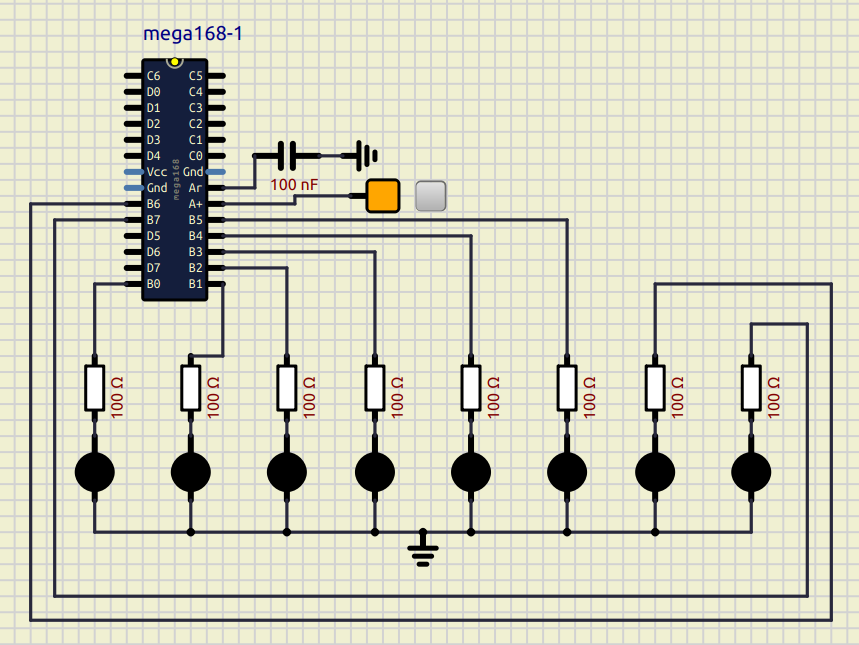 mega168-1
C6 C5
D0 C4
D1 C3
D2 C2
D3 C1
D4 C0
Vcc Gnd
Gnd Ar
B6 A+
B7 B5
D5 B4
D6 B3
D7 B2
B0 B1
mega168
100 nF
100 Ω
100 Ω
100 Ω
100 Ω
100 Ω
100 Ω
100 Ω
100 Ω